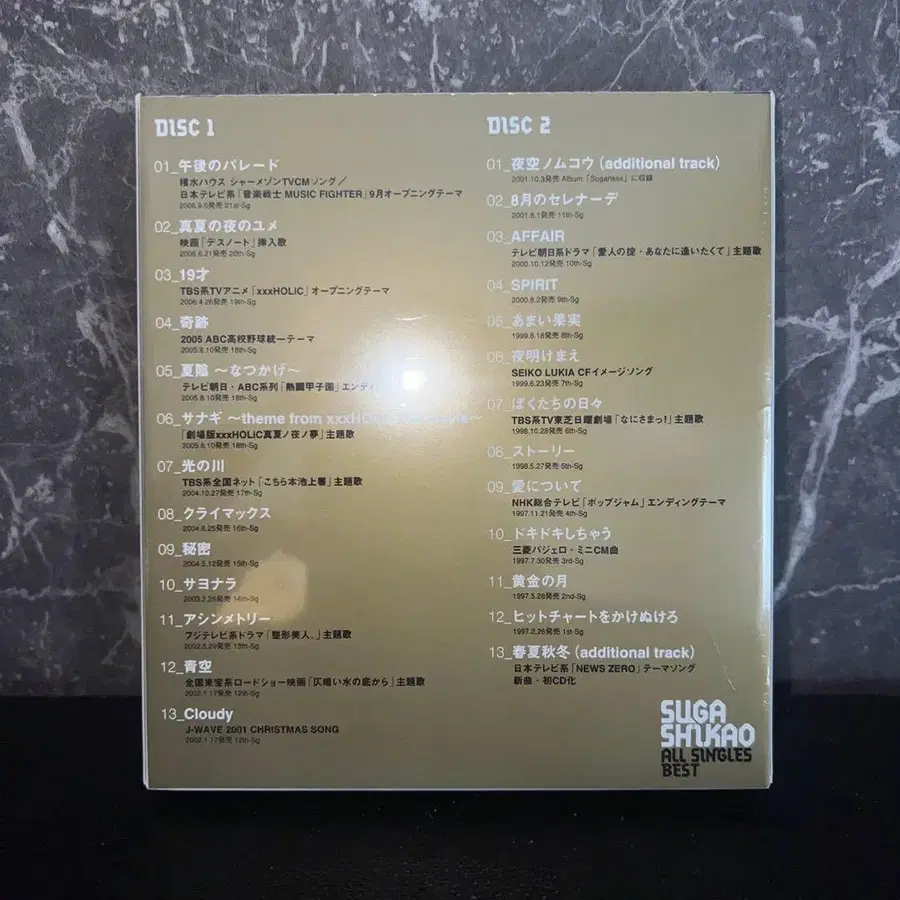 DISC 1
01_午後のパレード
積水ハウス シャーメゾンTVCMソング／
日本テレビ系「音楽戦士 MUSIC FIGHTER」9月オープニングテーマ
2006.9.6発売 21st-Sg
02_真夏の夜のユメ
映画「デスノート」挿入歌
2006.6.21発売 20th-Sg
03_19才
TBS系TVアニメ「xxxHOLiC」オープニングテーマ
2006.4.26発売 19th-Sg
04_奇跡
2005 ABC高校野球統一テーマ
2005.8.10発売 18th-Sg
05_夏陰 〜なつかげ〜
テレビ朝日・ABC系列「熱闘甲子園」エンディ
2005.8.10発売 18th-Sg
06_サナギ 〜theme from xxxHOLiC
「劇場版xxxHOLiC真夏ノ夜ノ夢」主題歌
2005.8.10発売 18th-Sg
07_光の川
TBS系全国ネット「こちら本池上署」主題歌
2004.10.27発売 17th-Sg
08_クライマックス
2004.8.25発売 16th-Sg
09_秘密
2004.5.12発売 15th-Sg
10_サヨナラ
2003.2.26発売 14th-Sg
11_アシンメトリー
フジテレビ系ドラマ「整形美人。」主題歌
2002.5.29発売 13th-Sg
12_青空
全国東宝系ロードショー映画「仄暗い水の底から」主題歌
2002.1.17発売 12th-Sg
13_Cloudy
J-WAVE 2001 CHRISTMAS SONG
2002.1.17発売 12th-Sg
DISC 2
01_夜空ノムコウ (additional track)
2001.10.3発売 Album「Sugarless」に収録
02_8月のセレナーデ
2001.8.1発売 11th-Sg
03_AFFAIR
テレビ朝日系ドラマ「愛人の掟・あなたに逢いたくて」主題歌
2000.10.12発売 10th-Sg
04_SPIRIT
2000.8.2発売 9th-Sg
05_あまい果実
1999.8.18発売 8th-Sg
06_夜明けまえ
SEIKO LUKIA CFイメージソング
1999.6.23発売 7th-Sg
07_ぼくたちの日々
TBS系TV東芝日曜劇場「なにさまっ!」主題歌
1998.10.28発売 6th-Sg
08_ストーリー
1998.5.27発売 5th-Sg
09_愛について
NHK総合テレビ「ポップジャム」エンディングテーマ
1997.11.21発売 4th-Sg
10_ドキドキしちゃう
三菱パジェロ・ミニCM曲
1997.7.30発売 3rd-Sg
11_黄金の月
1997.5.28発売 2nd-Sg
12_ヒットチャートをかけぬけろ
1997.2.26発売 1st-Sg
13_春夏秋冬 (additional track)
日本テレビ系「NEWS ZERO」テーマソング
新曲・初CD化
SUGA
SHIKAO
ALL SINGLES
BEST